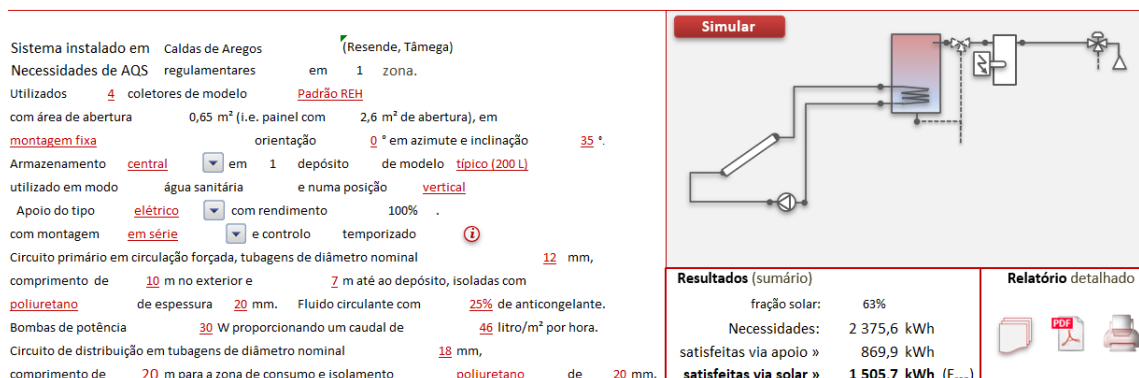 Sistema instalado em Caldas de Aregos (Resende, Tâmega)
Necessidades de AQS regulamentares em 1 zona.
Utilizados 4 coletores de modelo Padrão REH
com área de abertura 0,65 m² (i.e. painel com 2,6 m² de abertura), em
montagem fixa orientação 0 ° em azimute e inclinação 35 °.
Armazenamento central em 1 depósito de modelo típico (200 L)
utilizado em modo água sanitária e numa posição vertical
Apoio do tipo elétrico com rendimento 100% .
com montagem em série e controlo temporizado i
Circuito primário em circulação forçada, tubagens de diâmetro nominal 12 mm,
comprimento de 10 m no exterior e 7 m até ao depósito, isoladas com
poliuretano de espessura 20 mm. Fluido circulante com 25% de anticongelante.
Bombas de potência 30 W proporcionando um caudal de 46 litro/m² por hora.
Circuito de distribuição em tubagens de diâmetro nominal 18 mm,
comprimento de 20 m para a zona de consumo e isolamento poliuretano de 20 mm.
Simular
Resultados (sumário)
fração solar: 63%
Necessidades: 2 375,6 kWh
satisfeitas via apoio » 869,9 kWh
satisfeitas via solar » 1 505,7 kWh
Relatório detalhado
PDF